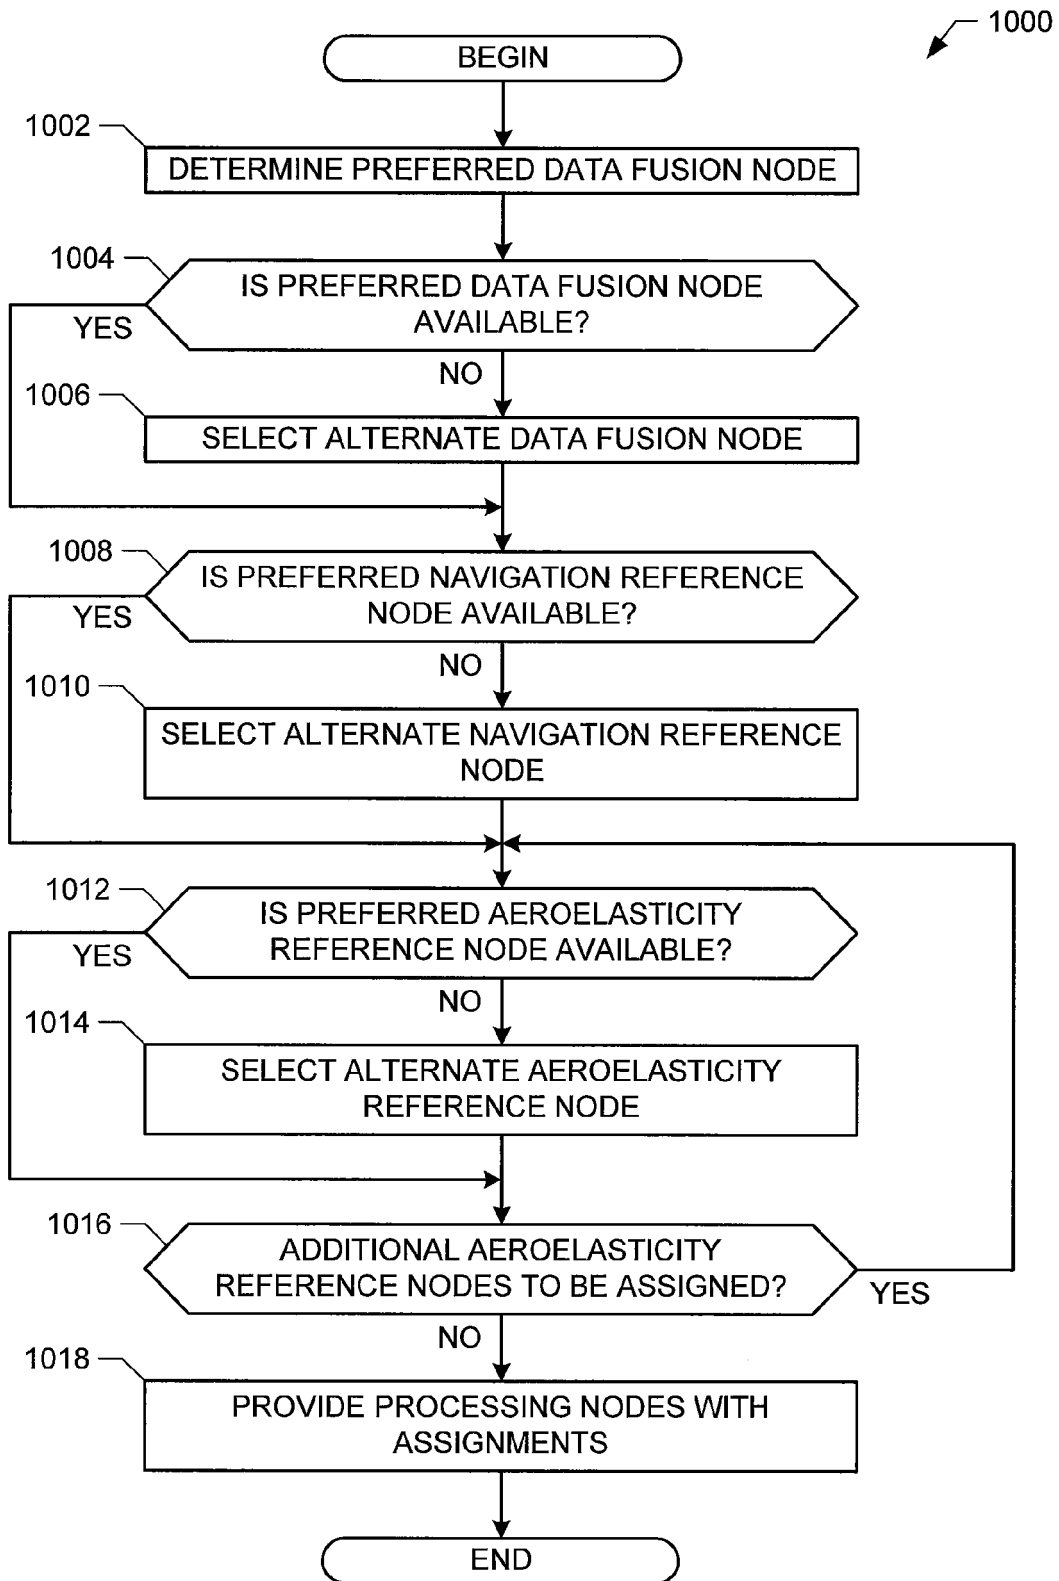 1000
BEGIN
1002
DETERMINE PREFERRED DATA FUSION NODE
1004
IS PREFERRED DATA FUSION NODE
AVAILABLE?
YES
NO
1006
SELECT ALTERNATE DATA FUSION NODE
1008
IS PREFERRED NAVIGATION REFERENCE
NODE AVAILABLE?
YES
NO
1010
SELECT ALTERNATE NAVIGATION REFERENCE
NODE
1012
IS PREFERRED AEROELASTICITY
REFERENCE NODE AVAILABLE?
YES
NO
1014
SELECT ALTERNATE AEROELASTICITY
REFERENCE NODE
1016
ADDITIONAL AEROELASTICITY
REFERENCE NODES TO BE ASSIGNED?
YES
NO
1018
PROVIDE PROCESSING NODES WITH
ASSIGNMENTS
END